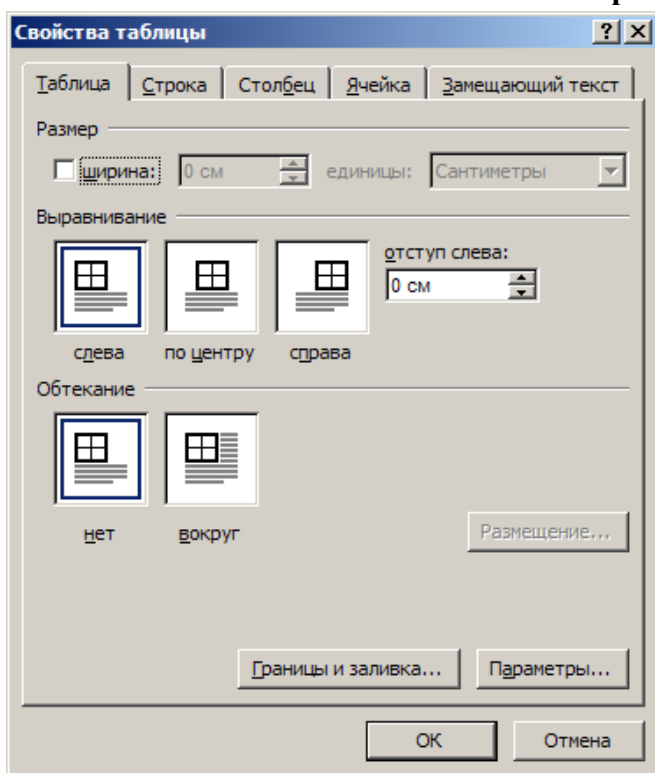 Свойства таблицы
Таблица Строка Столбец Ячейка Замещающий текст
Размер
ширина: 0 см единицы: Сантиметры
Выравнивание
отступ слева:
0 см
слева по центру справа
Обтекание
нет вокруг
Размещение...
Границы и заливка... Параметры...
ОК Отмена